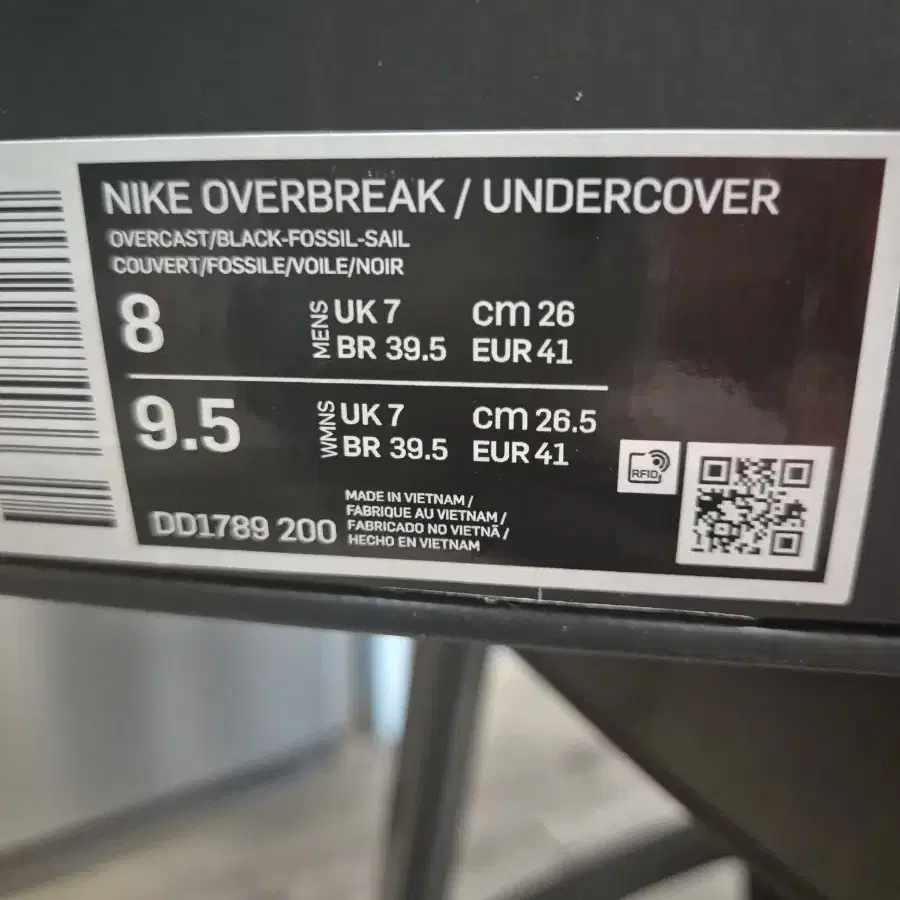 NIKE OVERBREAK / UNDERCOVER
OVERCAST/BLACK-FOSSIL-SAIL
COUVERT/FOSSILE/VOILE/NOIR
8
MENS
UK 7
cm 26
BR 39.5
EUR 41
9.5
WMNS
UK 7
cm 26.5
BR 39.5
EUR 41
DD1789 200
MADE IN VIETNAM /
FABRIQUE AU VIETNAM /
FABRICADO NO VIETNÃ /
HECHO EN VIETNAM
RFID